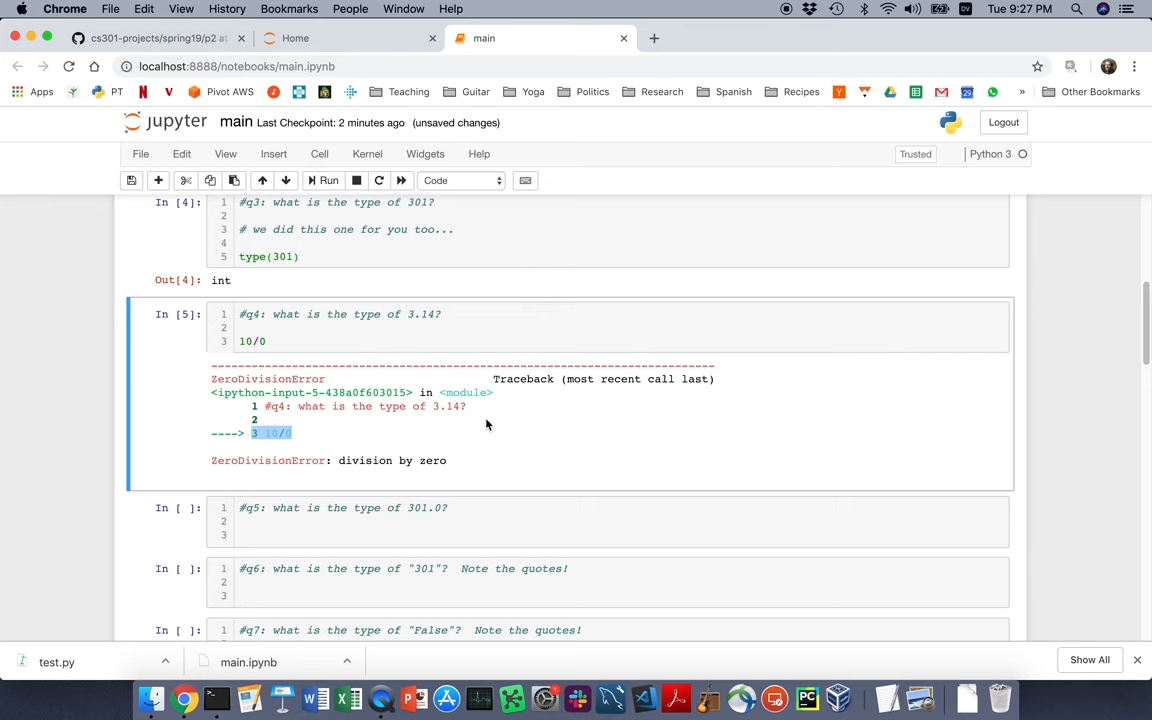 Chrome File Edit View History Bookmarks People Window Help DV Tue 9:27 PM
cs301-projects/spring19/p2 at Home main
localhost:8888/notebooks/main.ipynb
Apps PT Pivot AWS Teaching Guitar Yoga Politics Research Spanish Recipes » Other Bookmarks
jupyter main Last Checkpoint: 2 minutes ago (unsaved changes) Logout
File Edit View Insert Cell Kernel Widgets Help Trusted Python 3
Run Code
In [4]: 1 #q3: what is the type of 301?
2
3 # we did this one for you too...
4
5 type(301)
Out[4]: int
In [5]: 1 #q4: what is the type of 3.14?
2
3 10/0
---------------------------------------------------------------------------
ZeroDivisionError Traceback (most recent call last)
<ipython-input-5-438a0f603015> in <module>
1 #q4: what is the type of 3.14?
2
----> 3 10/0
ZeroDivisionError: division by zero
In [ ]: 1 #q5: what is the type of 301.0?
2
3
In [ ]: 1 #q6: what is the type of "301"? Note the quotes!
2
3
In [ ]: 1 #q7: what is the type of "False"? Note the quotes!
test.py main.ipynb Show All